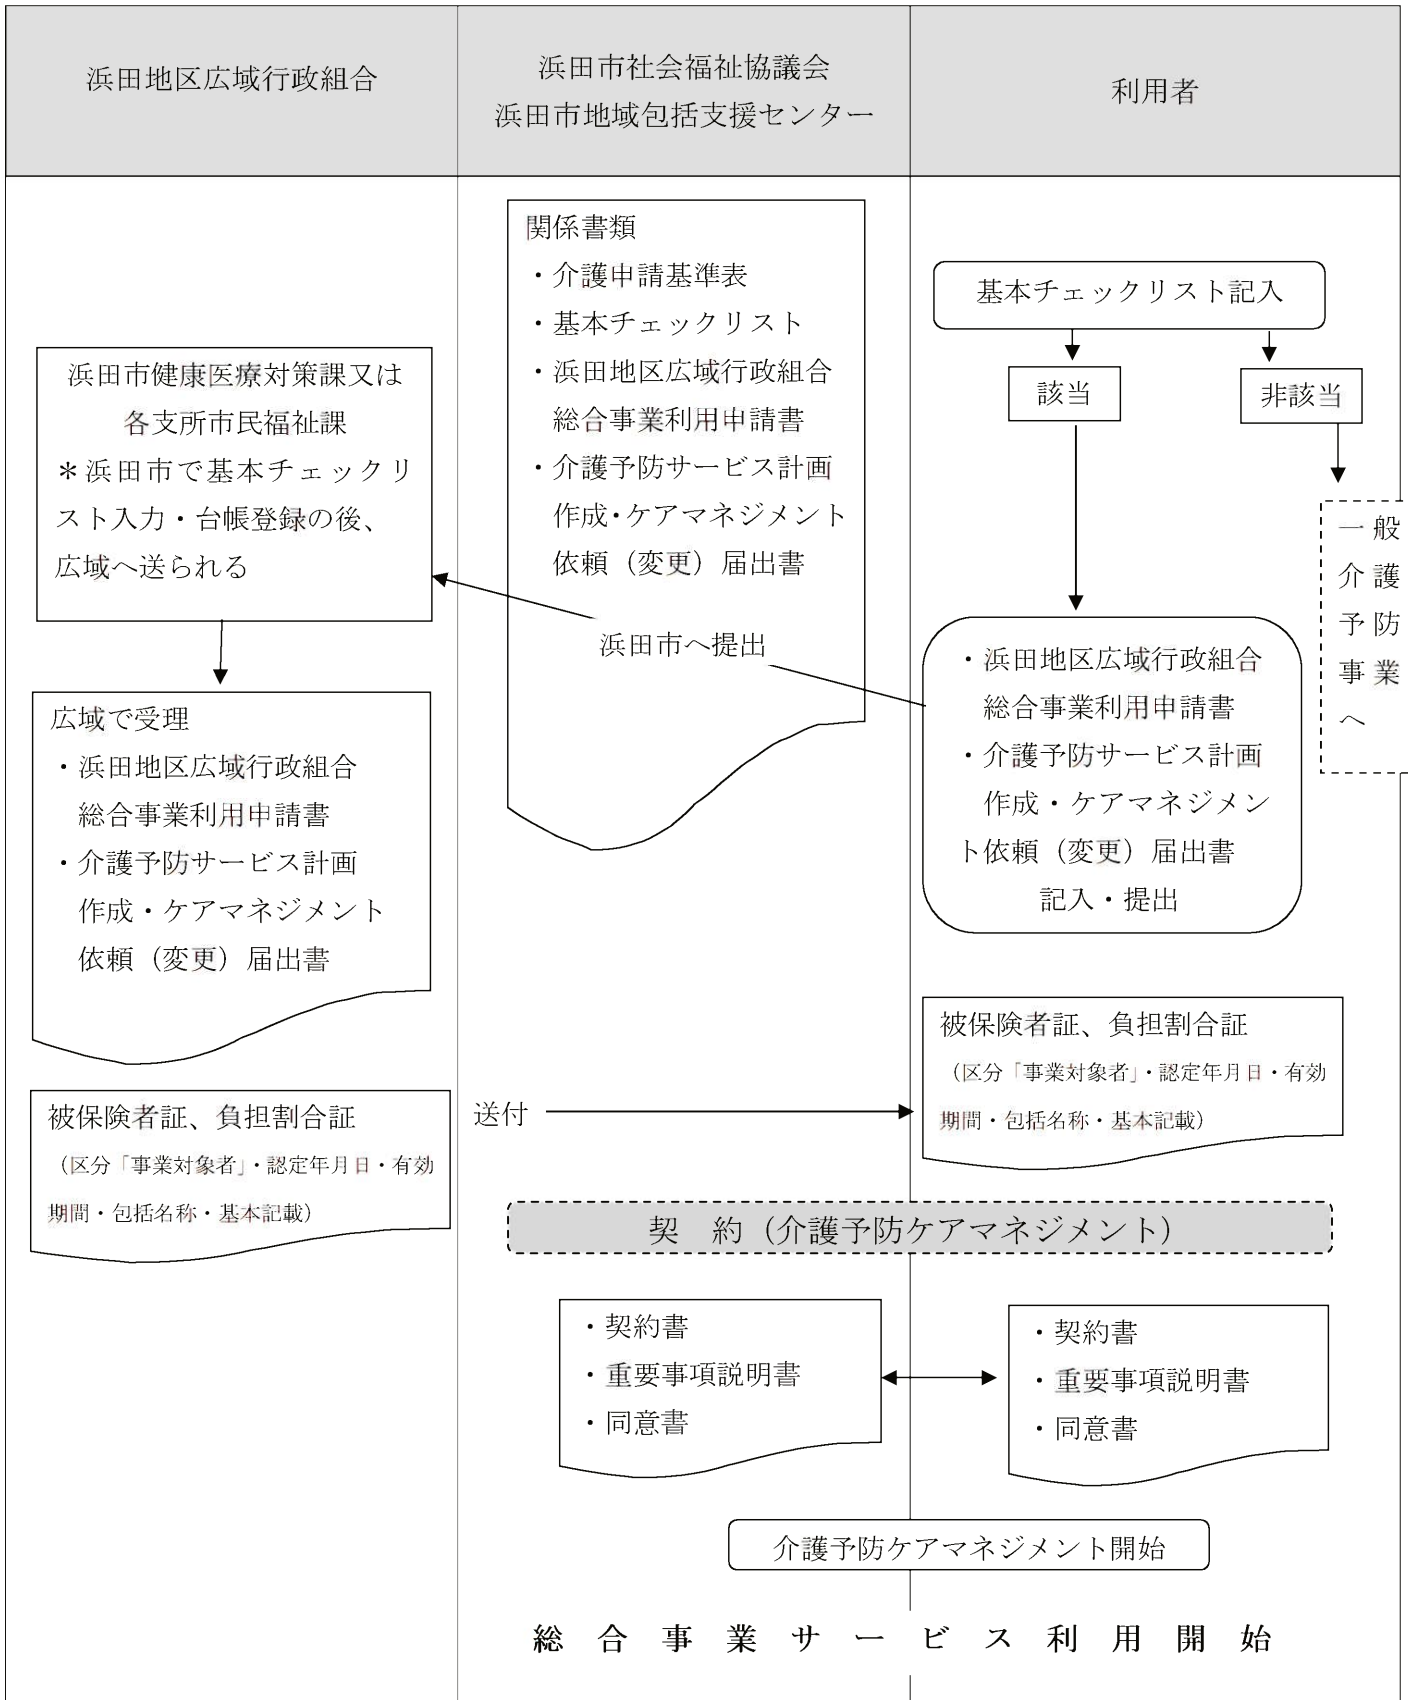 浜田地区広域行政組合
浜田市社会福祉協議会
浜田市地域包括支援センター
利用者
関係書類
・介護申請基準表
・基本チェックリスト
・浜田地区広域行政組合
総合事業利用申請書
・介護予防サービス計画
作成・ケアマネジメント
依頼（変更）届出書
基本チェックリスト記入
該当
非該当
一般
介護
予防
事業
へ
浜田市健康医療対策課又は
各支所市民福祉課
＊浜田市で基本チェックリ
スト入力・台帳登録の後、
広域へ送られる
浜田市へ提出
・浜田地区広域行政組合
総合事業利用申請書
・介護予防サービス計画
作成・ケアマネジメン
ト依頼（変更）届出書
記入・提出
広域で受理
・浜田地区広域行政組合
総合事業利用申請書
・介護予防サービス計画
作成・ケアマネジメント
依頼（変更）届出書
被保険者証、負担割合証
（区分「事業対象者」・認定年月日・有効
期間・包括名称・基本記載）
送付
被保険者証、負担割合証
（区分「事業対象者」・認定年月日・有効
期間・包括名称・基本記載）
契　約（介護予防ケアマネジメント）
・契約書
・重要事項説明書
・同意書
・契約書
・重要事項説明書
・同意書
介護予防ケアマネジメント開始
総合事業サービス利用開始